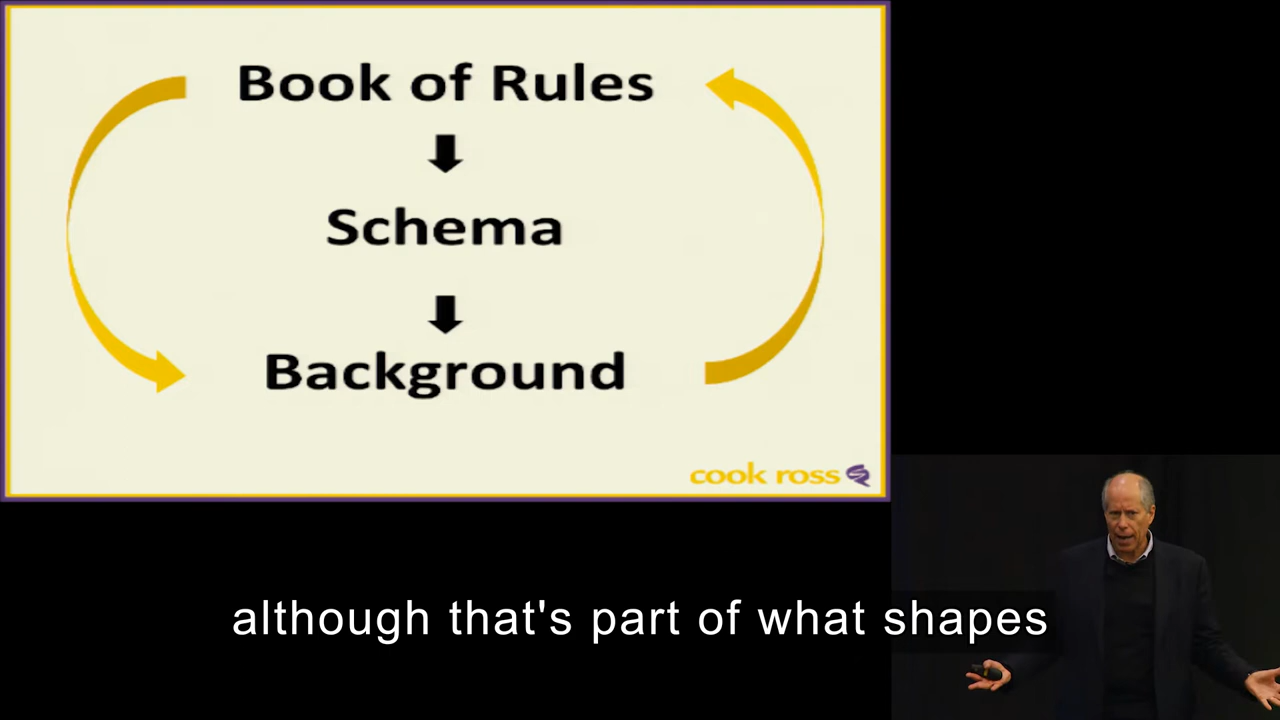 Book of Rules
Schema
Background
cook ross
although that's part of what shapes